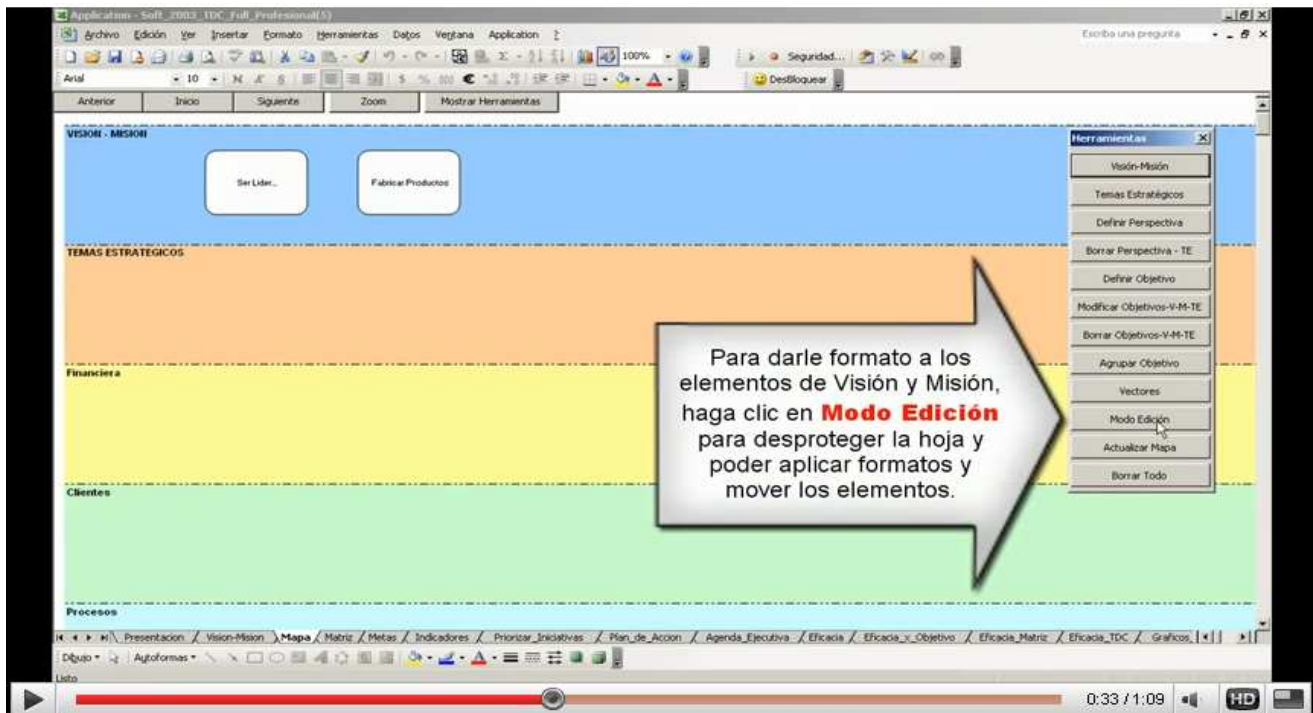 Application - Soft_2003_TDC_Full_Profesional(5)
Archivo Edición Ver Insertar Formato Herramientas Datos Ventana Application ?
Escriba una pregunta
100%
Seguridad...
Arial 10 N K S
DesBloquear
Anterior Inicio Siguiente Zoom Mostrar Herramientas
VISION - MISION
Ser Lider...
Fabricar Productos
TEMAS ESTRATEGICOS
Financiera
Clientes
Procesos
Herramientas
Visión-Misión
Temas Estratégicos
Definir Perspectiva
Borrar Perspectiva - TE
Definir Objetivo
Modificar Objetivos-V-M-TE
Borrar Objetivos-V-M-TE
Agrupar Objetivo
Vectores
Modo Edición
Actualizar Mapa
Borrar Todo
Para darle formato a los
elementos de Visión y Misión,
haga clic en Modo Edición
para desproteger la hoja y
poder aplicar formatos y
mover los elementos.
Presentacion / Vision-Mision / Mapa / Matriz / Metas / Indicadores / Priorizar_Iniciativas / Plan_de_Accion / Agenda_Ejecutiva / Eficacia / Eficacia_x_Objetivo / Eficacia_Matriz / Eficacia_TDC / Graficos_
Dibujo Autoformas
Listo
0:33 / 1:09 HD